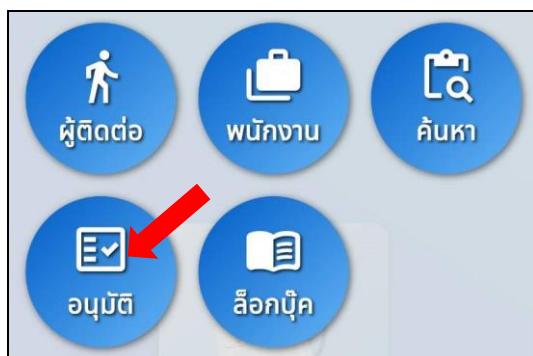 ผู้ติดต่อ
พนักงาน
ค้นหา
อนุมัติ
ล็อกบุ๊ค